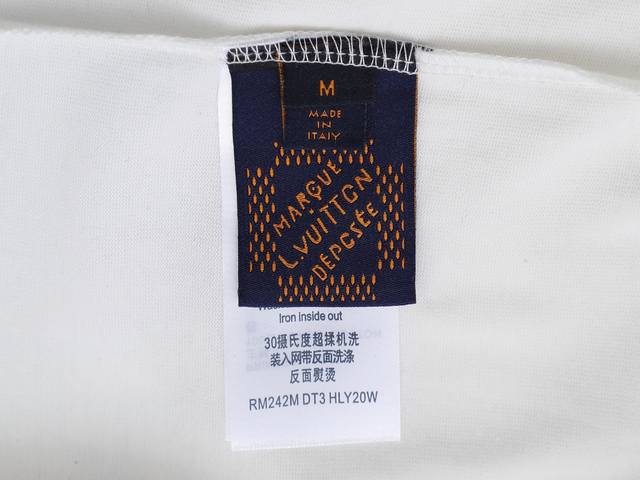 M
MADE
IN
ITALY
MARQUE
L.VUITTON
DÉPOSÉE
Iron inside out
30摄氏度超揉机洗
装入网带反面洗涤
反面熨烫
RM242M DT3 HLY20W